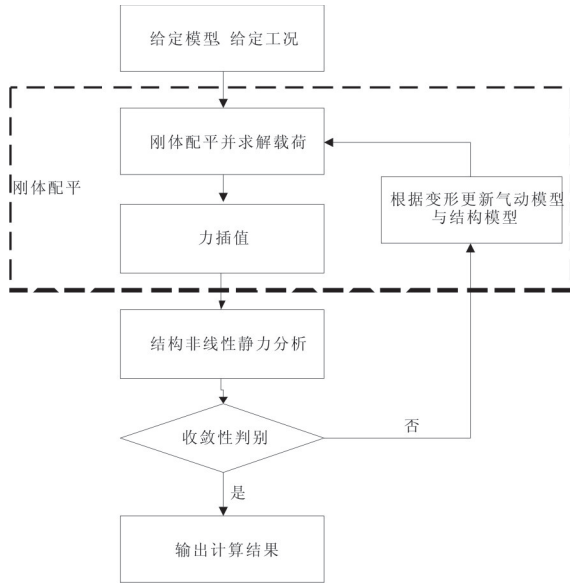 给定模型、给定工况
刚体配平并求解载荷
刚体配平
根据变形更新气动模型
与结构模型
力插值
结构非线性静力分析
否
收敛性判别
是
输出计算结果